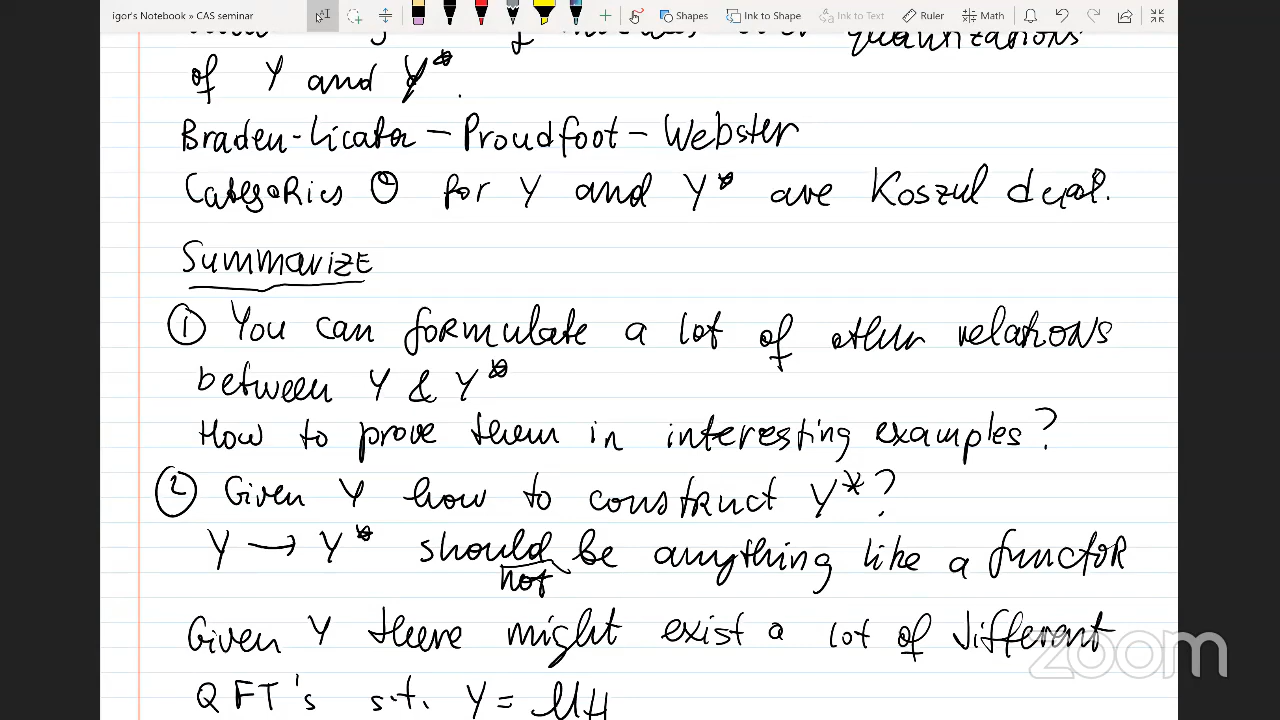 igor's Notebook » CAS seminar
Shapes
Ink to Shape
Ink to Text
Ruler
Math
over quantizations
of Y and Y*.
Braden-Licata - Proudfoot - Webster
Categories O for Y and Y* are Koszul dual.
Summarize
① You can formulate a lot of other relations
between Y & Y*
How to prove them in interesting examples?
② Given Y how to construct Y*?
Y → Y* should be anything like a functor
not
Given Y there might exist a lot of different
QFT's s.t. Y = MH
zoom